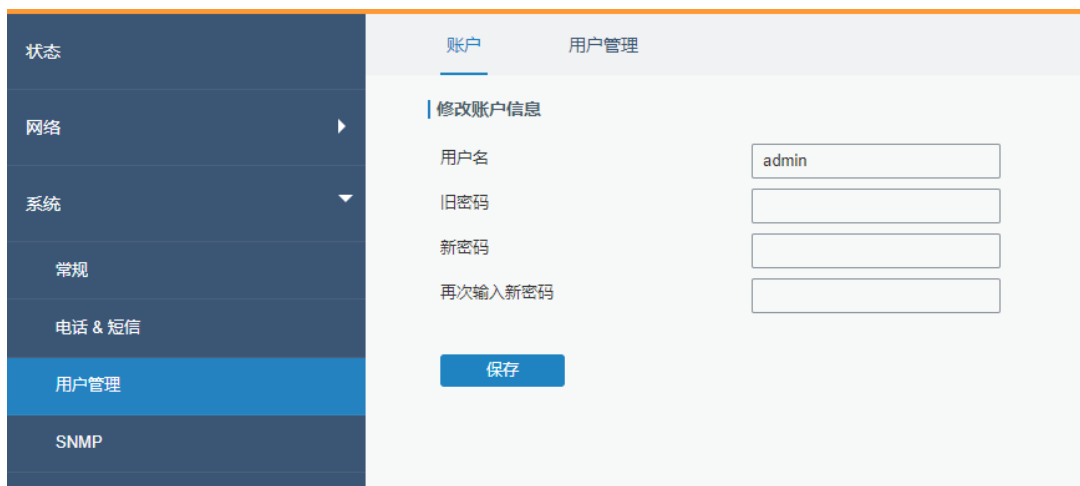 状态
网络
系统
常规
电话 & 短信
用户管理
SNMP
账户 用户管理
修改账户信息
用户名 admin
旧密码
新密码
再次输入新密码
保存